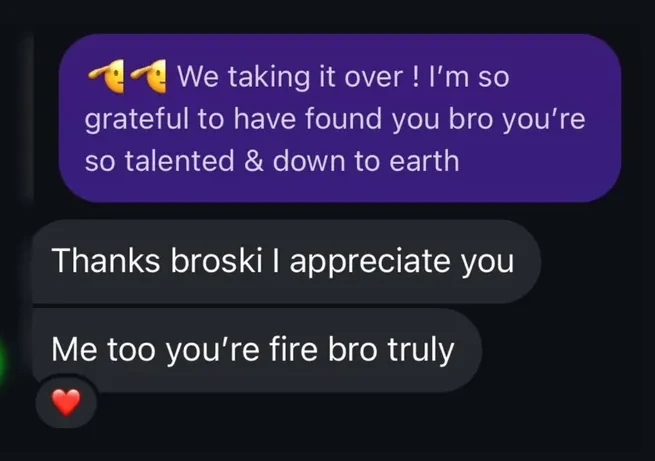 🫡🫡 We taking it over ! I’m so
grateful to have found you bro you’re
so talented & down to earth
Thanks broski I appreciate you
Me too you’re fire bro truly
❤️